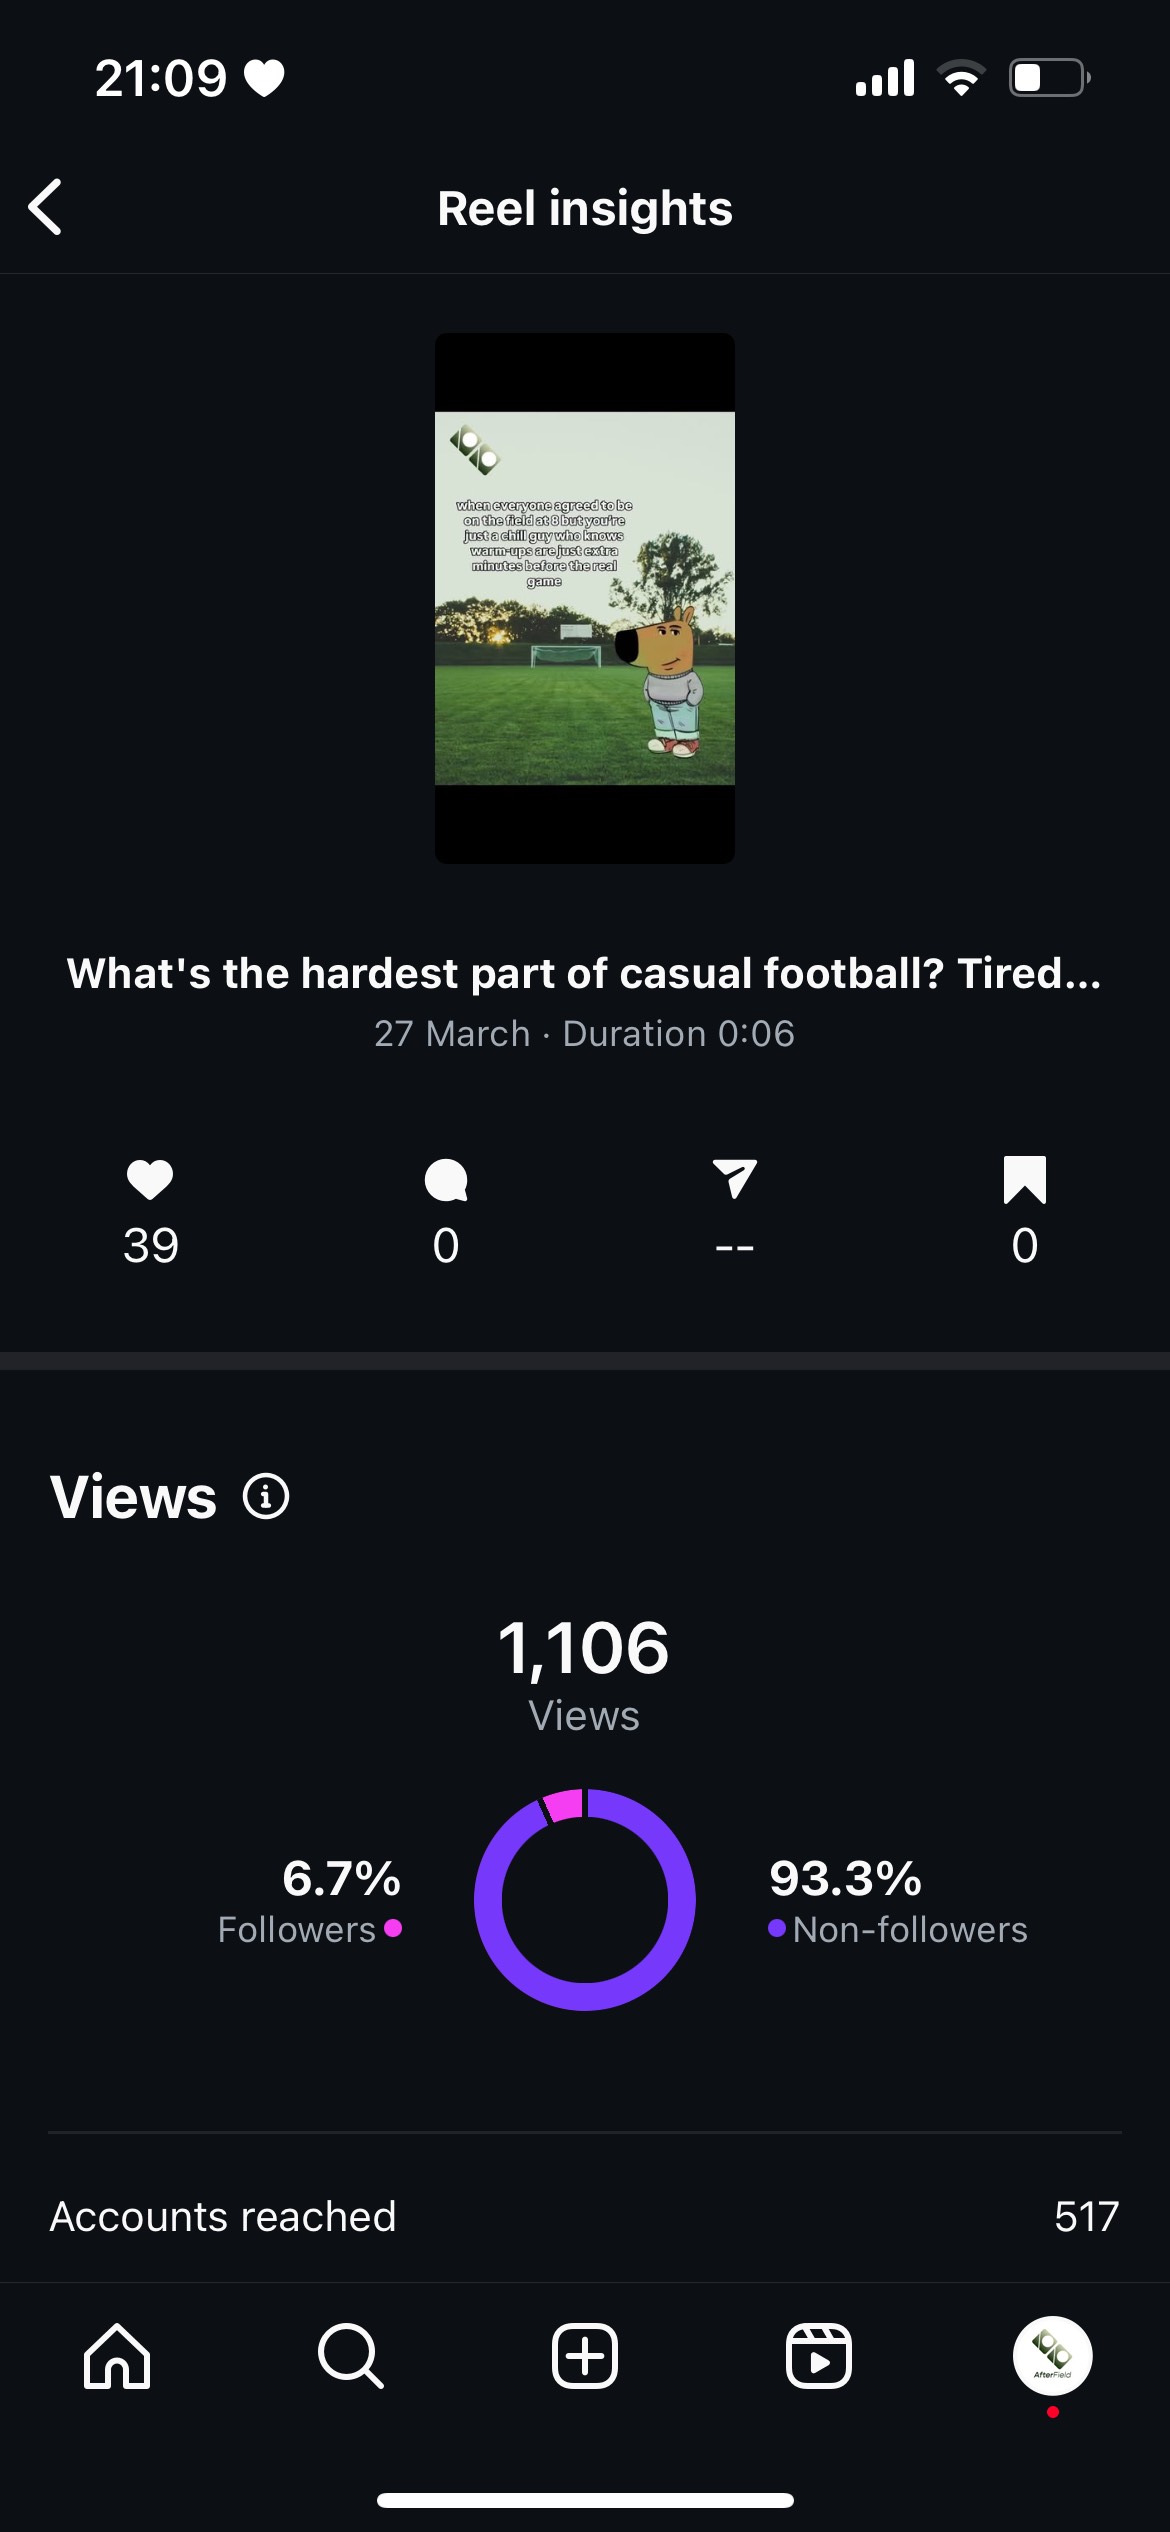 21:09
Reel insights
when everyone agreed to be
on the field at 8 but you're
just a chill guy who knows
warm-ups are just extra
minutes before the real
game
What's the hardest part of casual football? Tired...
27 March · Duration 0:06
39
0
--
0
Views
1,106
Views
6.7%
Followers
93.3%
Non-followers
Accounts reached
517
AfterField